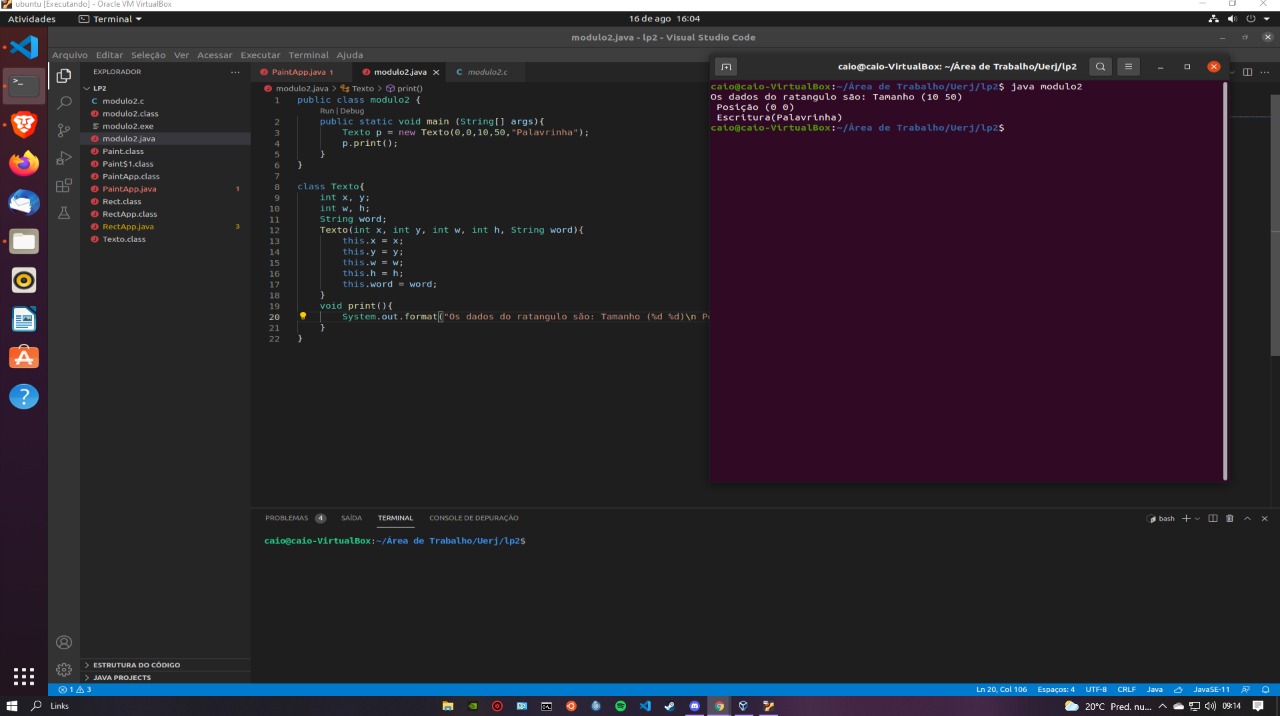 ubuntu [Executando] - Oracle VM VirtualBox
Atividades
Terminal
16 de ago 16:04
modulo2.java - lp2 - Visual Studio Code
Arquivo Editar Seleção Ver Acessar Executar Terminal Ajuda
EXPLORADOR
PaintApp.java 1
modulo2.java
modulo2.c
LP2
modulo2.c
modulo2.class
modulo2.exe
modulo2.java
Paint.class
Paint$1.class
PaintApp.class
PaintApp.java 1
Rect.class
RectApp.class
RectApp.java 3
Texto.class
ESTRUTURA DO CÓDIGO
JAVA PROJECTS
modulo2.java > Texto > print()
1 public class modulo2 {
Run | Debug
2 public static void main (String[] args){
3 Texto p = new Texto(0,0,10,50,"Palavrinha");
4 p.print();
5 }
6 }
7
8 class Texto{
9 int x, y;
10 int w, h;
11 String word;
12 Texto(int x, int y, int w, int h, String word){
13 this.x = x;
14 this.y = y;
15 this.w = w;
16 this.h = h;
17 this.word = word;
18 }
19 void print(){
20 System.out.format("Os dados do ratangulo são: Tamanho (%d %d)\n P
21 }
22 }
caio@caio-VirtualBox: ~/Área de Trabalho/Uerj/lp2
caio@caio-VirtualBox:~/Área de Trabalho/Uerj/lp2$ java modulo2
Os dados do ratangulo são: Tamanho (10 50)
Posição (0 0)
Escritura(Palavrinha)
caio@caio-VirtualBox:~/Área de Trabalho/Uerj/lp2$
PROBLEMAS 4 SAÍDA TERMINAL CONSOLE DE DEPURAÇÃO
bash
caio@caio-VirtualBox:~/Área de Trabalho/Uerj/lp2$
1 3
Ln 20, Col 106 Espaços: 4 UTF-8 CRLF Java JavaSE-11
Links
20°C Pred. nu...
09:14